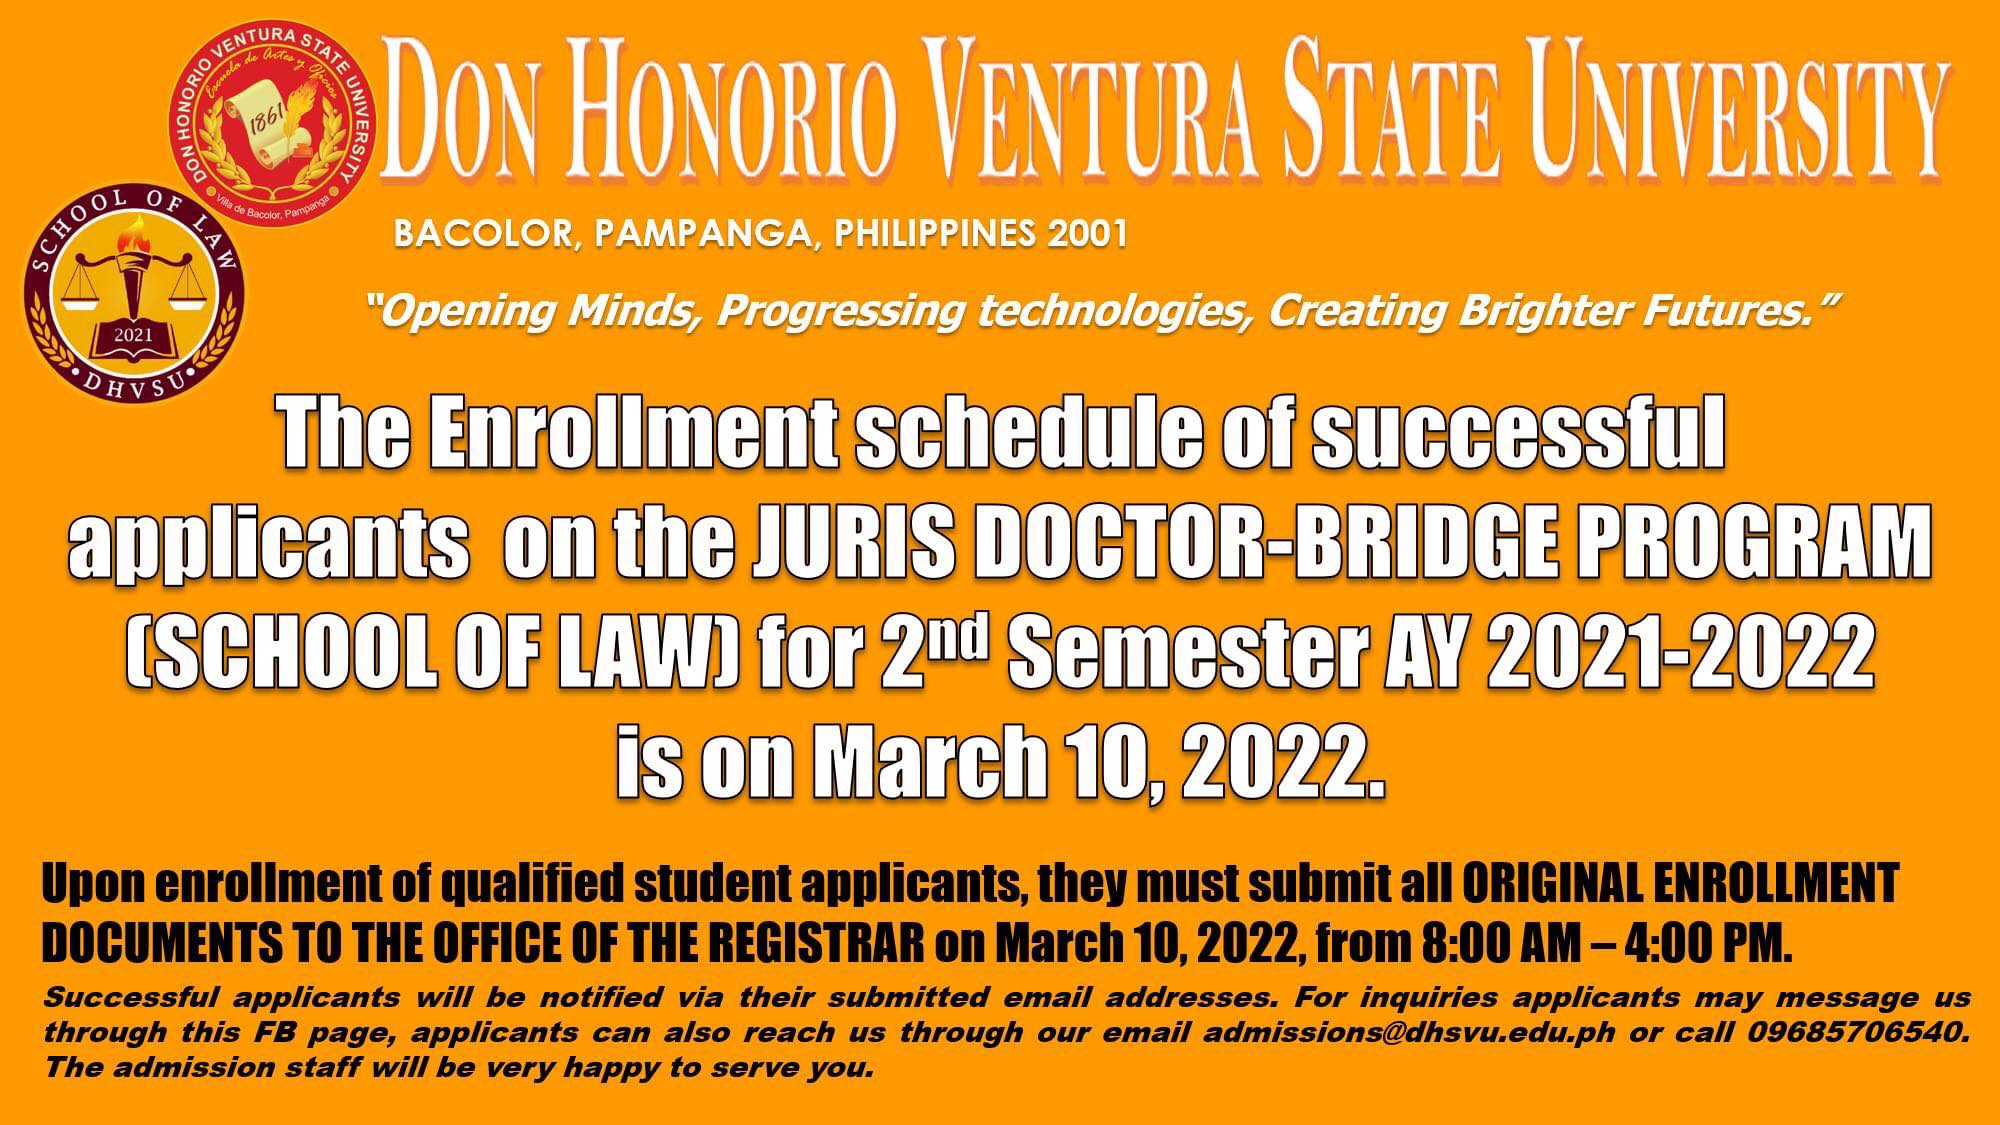 DON HONORIO VENTURA STATE UNIVERSITY
Escuela de Artes y Oficios
1861
Villa de Bacolor, Pampanga
DON HONORIO VENTURA STATE UNIVERSITY
BACOLOR, PAMPANGA, PHILIPPINES 2001
SCHOOL OF LAW
2021
DHVSU
“Opening Minds, Progressing technologies, Creating Brighter Futures.”
The Enrollment schedule of successful
applicants on the JURIS DOCTOR-BRIDGE PROGRAM
(SCHOOL OF LAW) for 2nd Semester AY 2021-2022
is on March 10, 2022.
Upon enrollment of qualified student applicants, they must submit all ORIGINAL ENROLLMENT
DOCUMENTS TO THE OFFICE OF THE REGISTRAR on March 10, 2022, from 8:00 AM – 4:00 PM.
Successful applicants will be notified via their submitted email addresses. For inquiries applicants may message us
through this FB page, applicants can also reach us through our email admissions@dhsvu.edu.ph or call 09685706540.
The admission staff will be very happy to serve you.